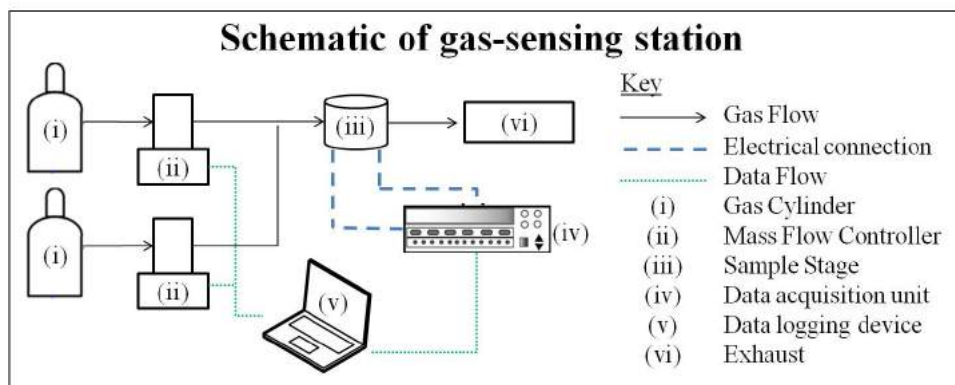 Schematic of gas-sensing station
(i)
(ii)
(iii)
(vi)
(i)
(ii)
(iv)
(v)
Key
Gas Flow
Electrical connection
Data Flow
(i) Gas Cylinder
(ii) Mass Flow Controller
(iii) Sample Stage
(iv) Data acquisition unit
(v) Data logging device
(vi) Exhaust